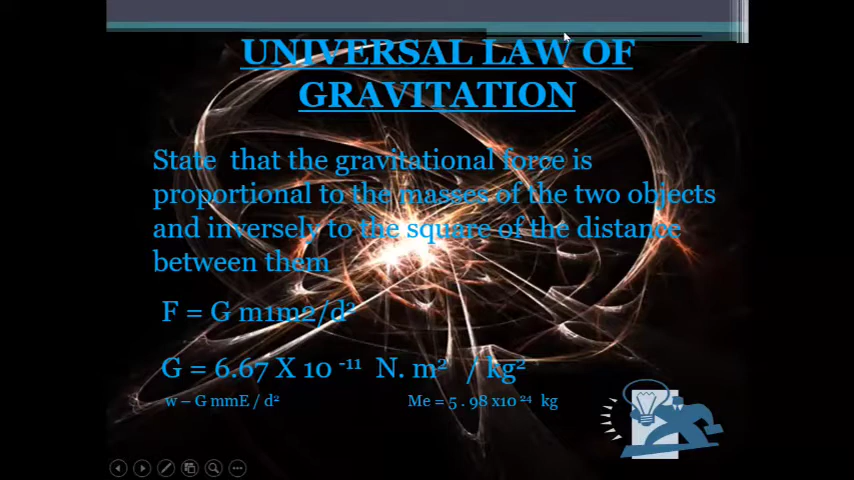 UNIVERSAL LAW OF
GRAVITATION
State that the gravitational force is
proportional to the masses of the two objects
and inversely to the square of the distance
between them
F = G m1m2/d²
G = 6.67 X 10 ⁻¹¹ N. m² / kg²
w – G mmE / d² Me = 5 . 98 x10 ²⁴ kg